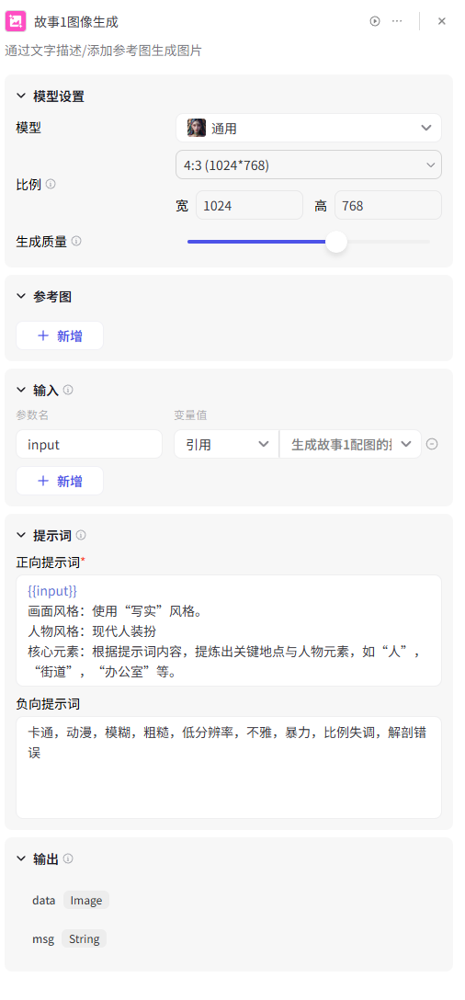 故事1图像生成
通过文字描述/添加参考图生成图片
模型设置
模型
通用
比例
4:3 (1024*768)
宽 1024 高 768
生成质量
参考图
+ 新增
输入
参数名 变量值
input 引用 生成故事1配图的
+ 新增
提示词
正向提示词*
{{input}}
画面风格：使用“写实”风格。
人物风格：现代人装扮
核心元素：根据提示词内容，提炼出关键地点与人物元素，如“人”，
“街道”，“办公室”等。
负向提示词
卡通，动漫，模糊，粗糙，低分辨率，不雅，暴力，比例失调，解剖错
误
输出
data Image
msg String